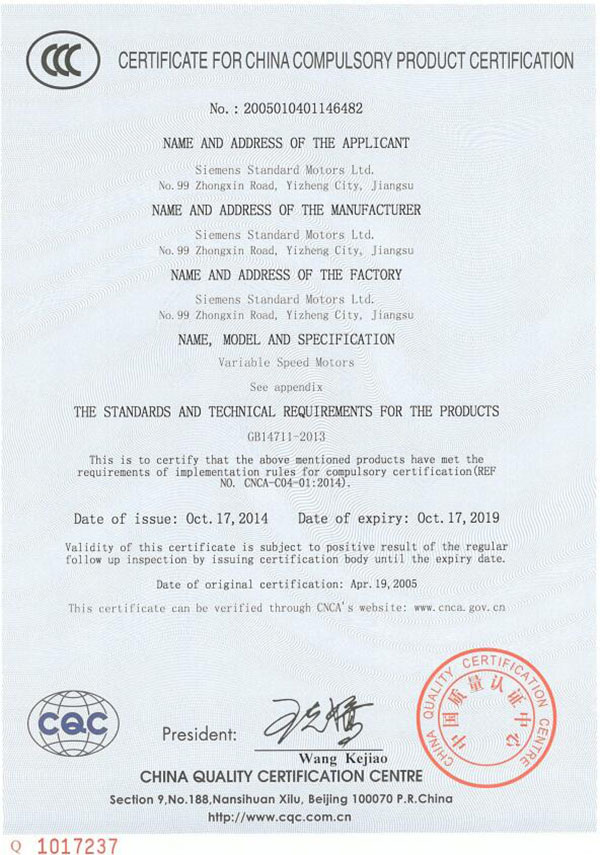 CCC
CERTIFICATE FOR CHINA COMPULSORY PRODUCT CERTIFICATION
No.: 2005010401146482
NAME AND ADDRESS OF THE APPLICANT
Siemens Standard Motors Ltd.
No.99 Zhongxin Road, Yizheng City, Jiangsu
NAME AND ADDRESS OF THE MANUFACTURER
Siemens Standard Motors Ltd.
No.99 Zhongxin Road, Yizheng City, Jiangsu
NAME AND ADDRESS OF THE FACTORY
Siemens Standard Motors Ltd.
No.99 Zhongxin Road, Yizheng City, Jiangsu
NAME, MODEL AND SPECIFICATION
Variable Speed Motors
See appendix
THE STANDARDS AND TECHNICAL REQUIREMENTS FOR THE PRODUCTS
GB14711-2013
This is to certify that the above mentioned products have met the
requirements of implementation rules for compulsory certification(REF
NO. CNCA-C04-01:2014).
Date of issue: Oct.17,2014 Date of expiry: Oct.17,2019
Validity of this certificate is subject to positive result of the regular
follow up inspection by issuing certification body until the expiry date.
Date of original certification: Apr.19,2005
This certificate can be verified through CNCA's website: www.cnca.gov.cn
CQC
President:
Wang Kejiao
CHINA QUALITY CERTIFICATION CENTRE
中国质量认证中心
CHINA QUALITY CERTIFICATION CENTRE
Section 9,No.188,Nansihuan Xilu, Beijing 100070 P.R.China
http://www.cqc.com.cn
Q 1017237